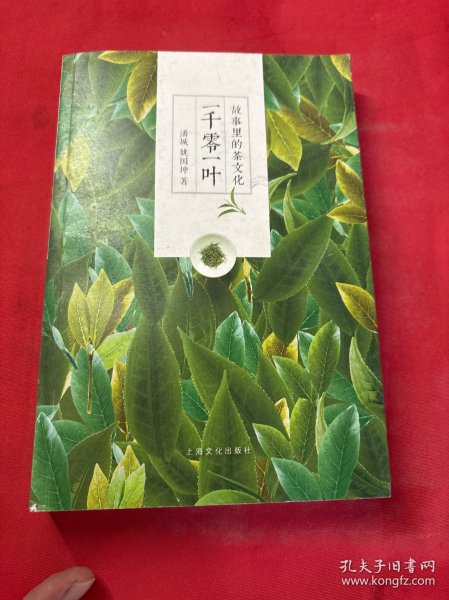 故事里的茶文化
一千零一叶
潘城 姚国坤 著
上海文化出版社
孔夫子旧书网
www.kongfz.com